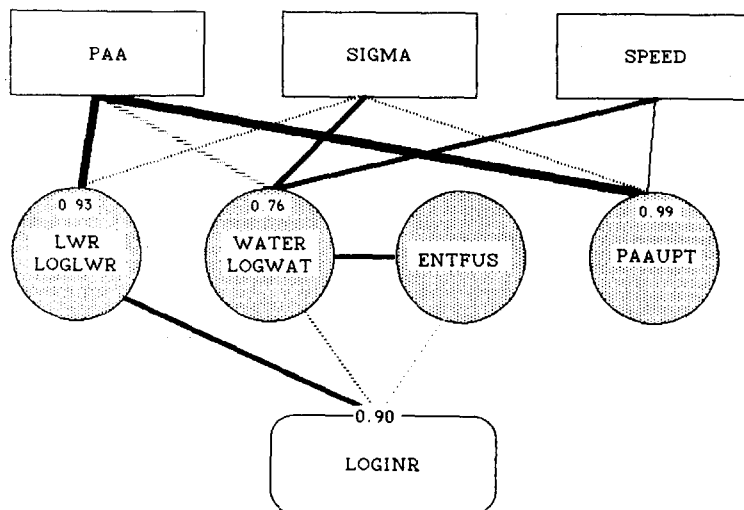 PAA
SIGMA
SPEED
0.93
0.76
0.99
LWR
LOGLWR
WATER
LOGWAT
ENTFUS
PAAUPT
0.90
LOGINR